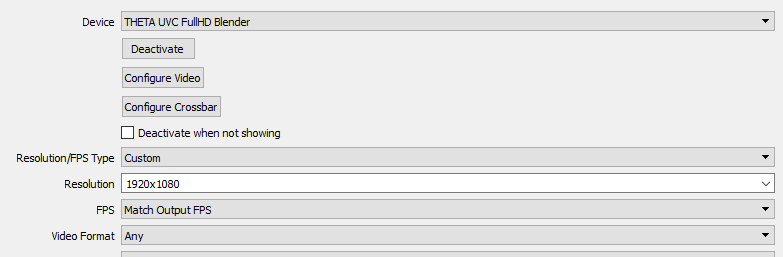 Device THETA UVC FullHD Blender
Deactivate
Configure Video
Configure Crossbar
Deactivate when not showing
Resolution/FPS Type Custom
Resolution 1920x1080
FPS Match Output FPS
Video Format Any